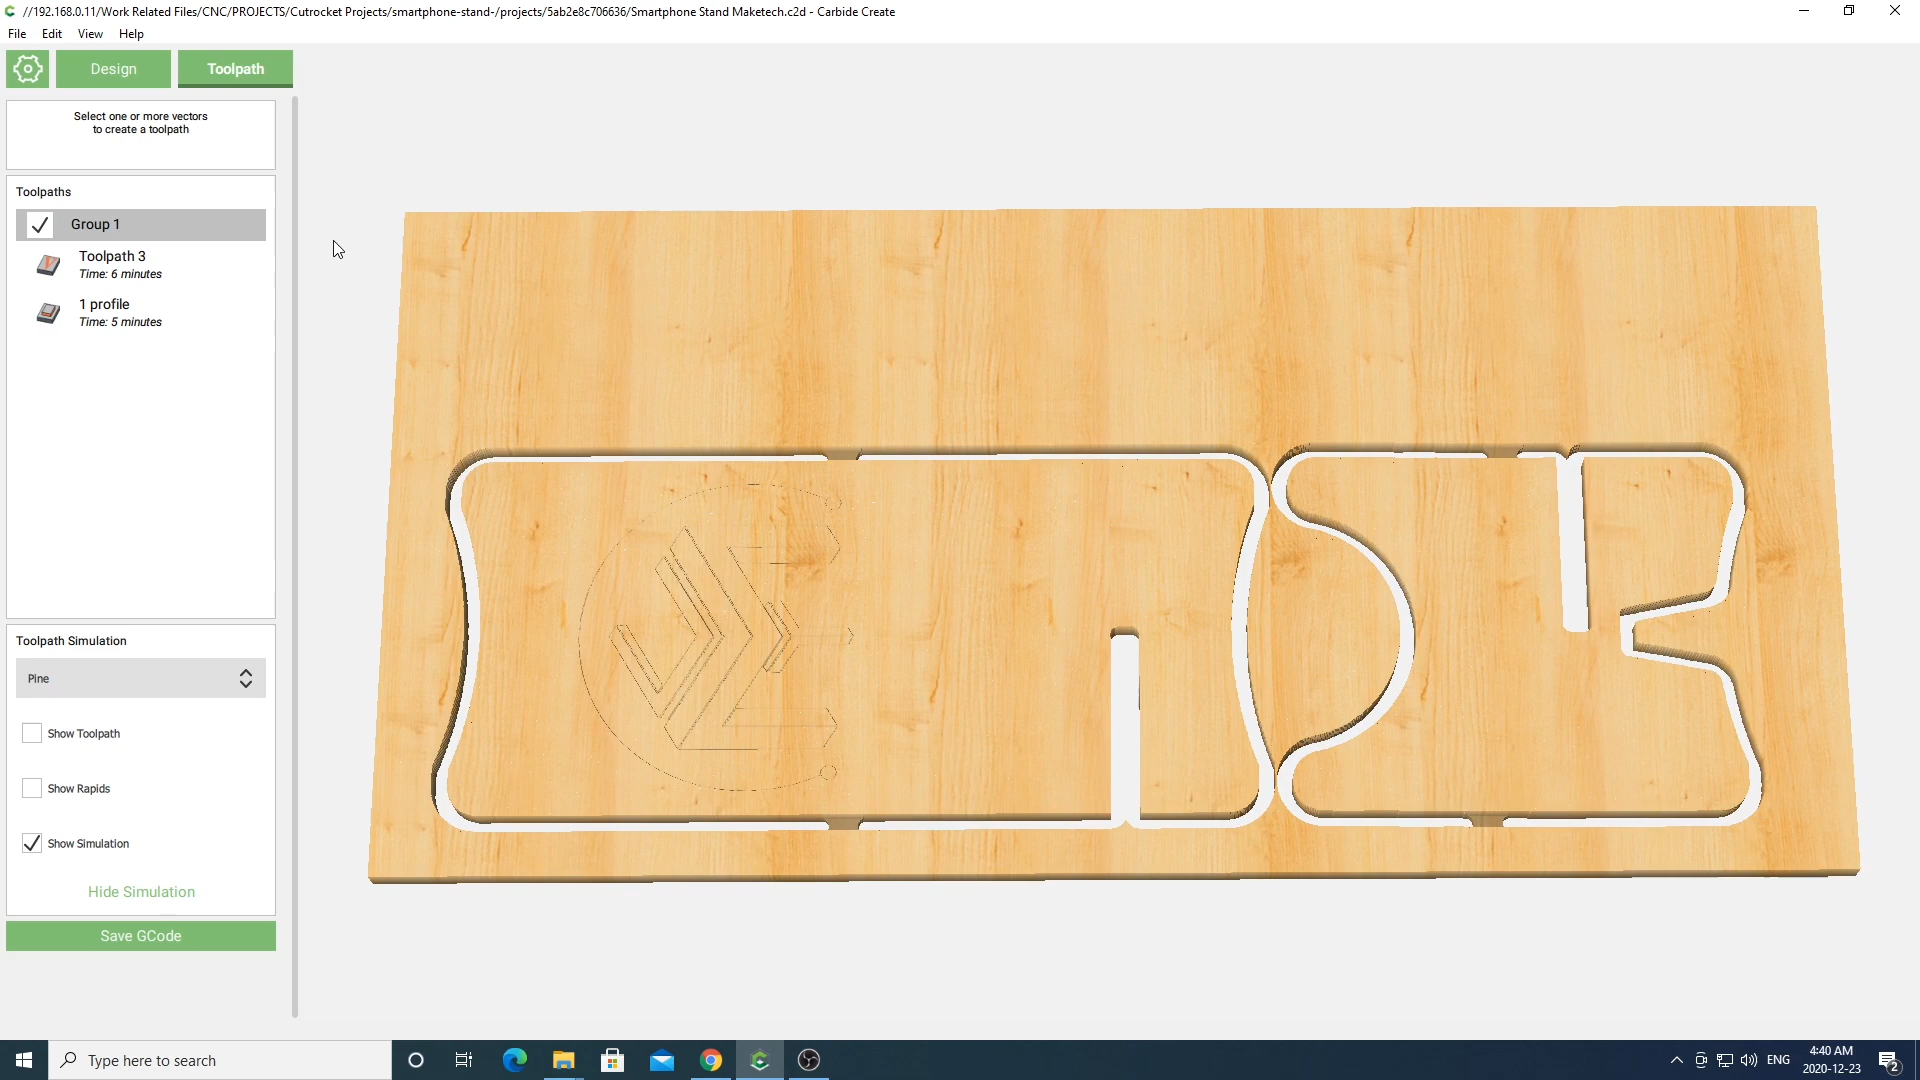 //192.168.0.11/Work Related Files/CNC/PROJECTS/Cutrocket Projects/smartphone-stand-/projects/5ab2e8c706636/Smartphone Stand Maketech.c2d - Carbide Create
File Edit View Help
Design Toolpath
Select one or more vectors
to create a toolpath
Toolpaths
Group 1
Toolpath 3
Time: 6 minutes
1 profile
Time: 5 minutes
Toolpath Simulation
Pine
Show Toolpath
Show Rapids
Show Simulation
Hide Simulation
Save GCode
Type here to search
ENG
4:40 AM
2020-12-23
2